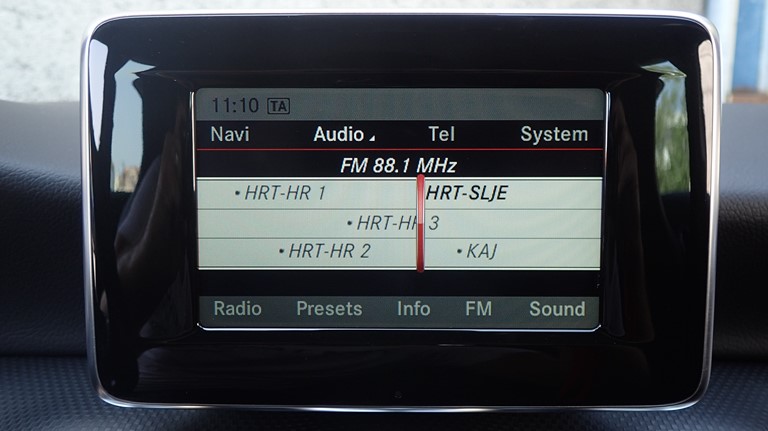 11:10 TA
Navi Audio Tel System
FM 88.1 MHz
•HRT-HR 1 HRT-SLJE
•HRT-HR 3
•HRT-HR 2 •KAJ
Radio Presets Info FM Sound